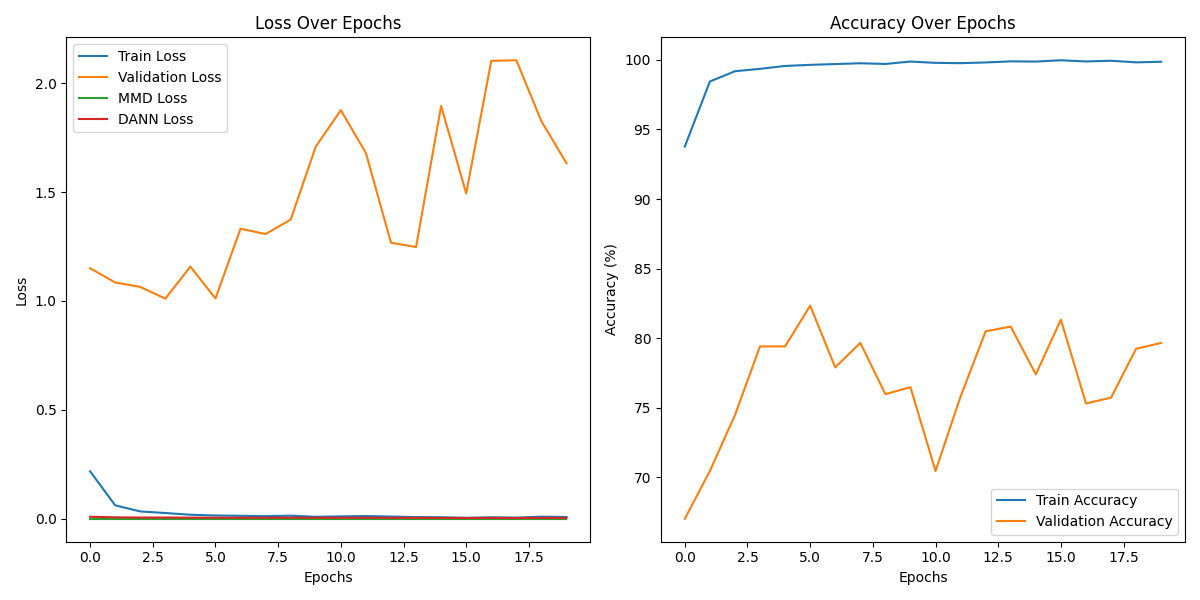 Loss Over Epochs
Train Loss
Validation Loss
MMD Loss
DANN Loss
Loss
2.0
1.5
1.0
0.5
0.0
0.0 2.5 5.0 7.5 10.0 12.5 15.0 17.5
Epochs
Accuracy Over Epochs
Accuracy (%)
100
95
90
85
80
75
70
Train Accuracy
Validation Accuracy
0.0 2.5 5.0 7.5 10.0 12.5 15.0 17.5
Epochs